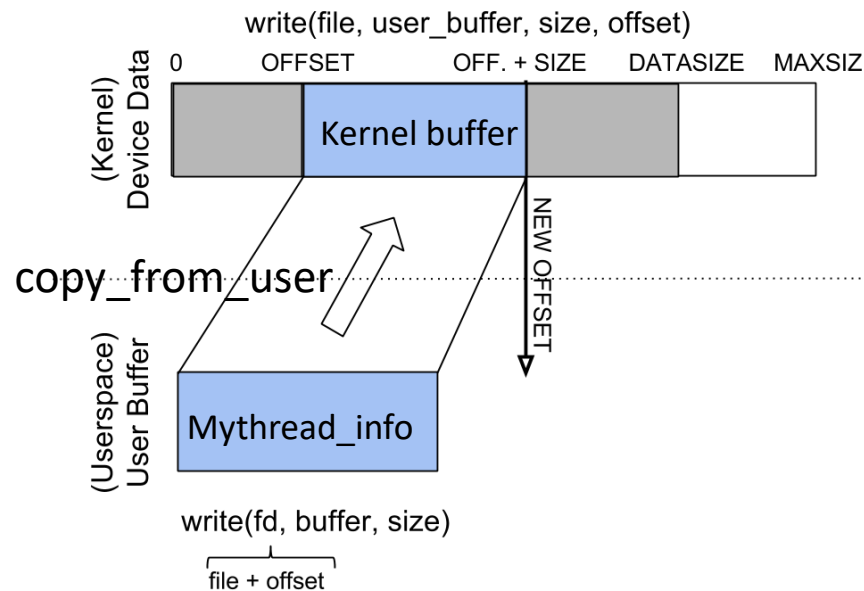 write(file, user_buffer, size, offset)
0 OFFSET OFF. + SIZE DATASIZE MAXSIZ
(Kernel)
Device Data
Kernel buffer
NEW OFFSET
copy_from_user
(Userspace)
User Buffer
Mythread_info
write(fd, buffer, size)
file + offset